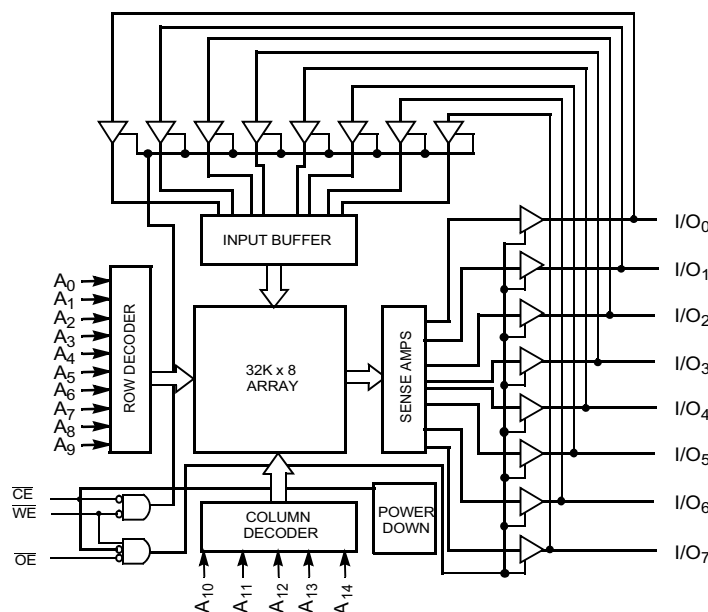 INPUT BUFFER
I/O0
I/O1
I/O2
I/O3
I/O4
I/O5
I/O6
I/O7
A0
A1
A2
A3
A4
A5
A6
A7
A8
A9
ROW DECODER
32K x 8
ARRAY
SENSE AMPS
CE
WE
OE
COLUMN
DECODER
POWER
DOWN
A10
A11
A12
A13
A14